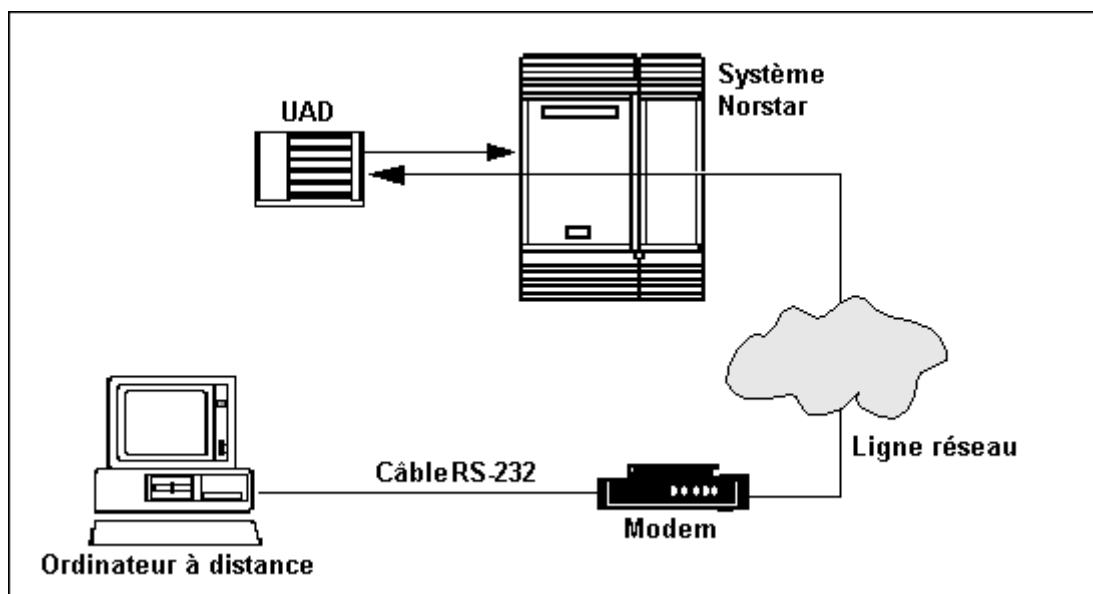 Système
Norstar
UAD
Ligne réseau
Câble RS-232
Modem
Ordinateur à distance